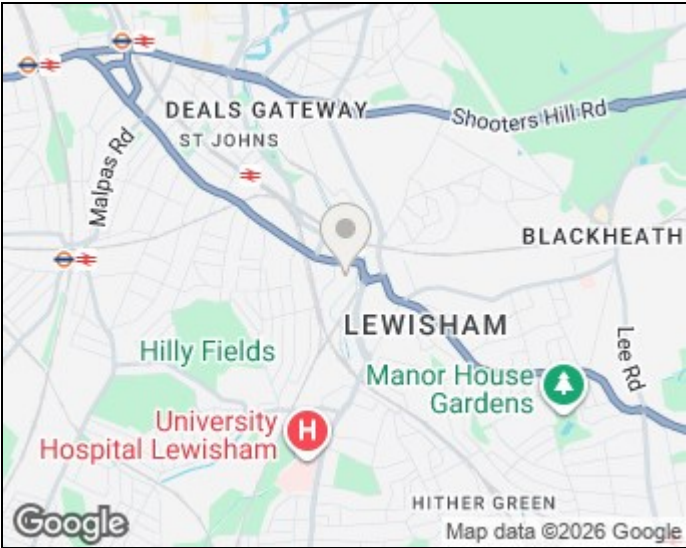 DEALS GATEWAY
Shooters Hill Rd
ST JOHNS
Malpas Rd
BLACKHEATH
LEWISHAM
Lee Rd
Hilly Fields
Manor House
Gardens
University
Hospital Lewisham
H
HITHER GREEN
Google
Map data ©2026 Google